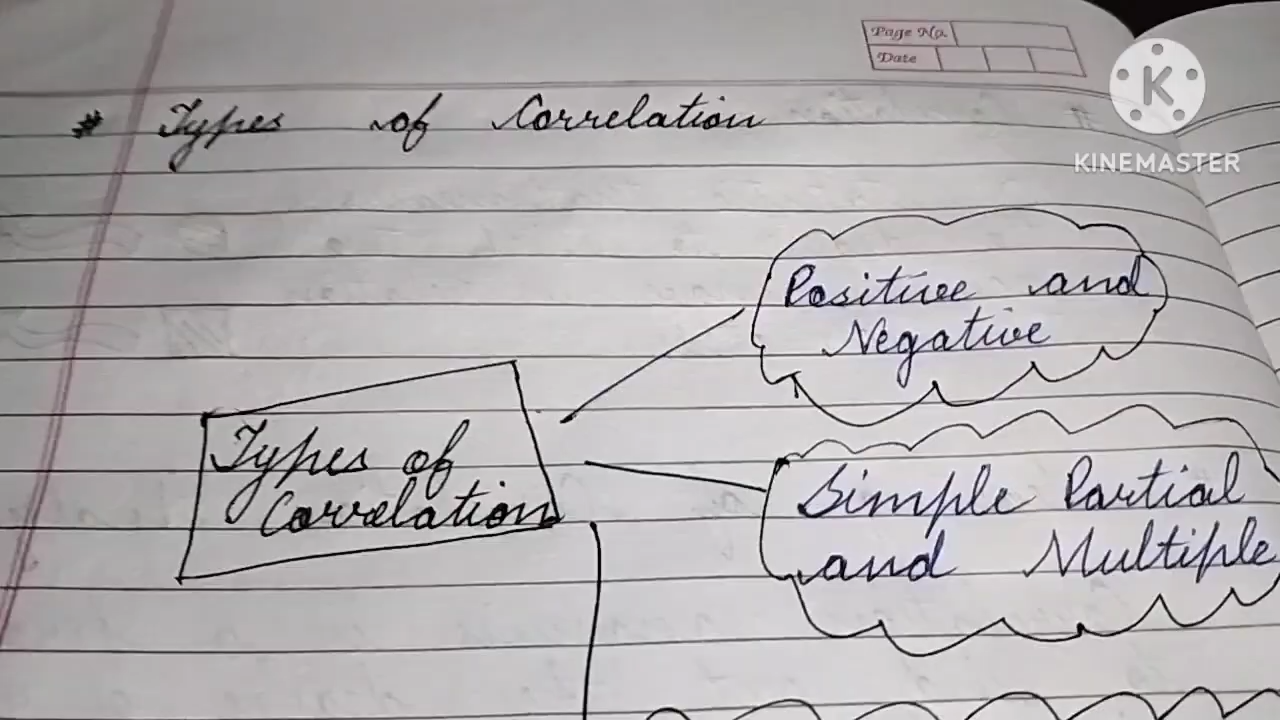 Page No.
Date
K
KINEMASTER
# Types of Correlation
Positive and
Negative
Types of
Correlation
Simple Partial
and Multiple